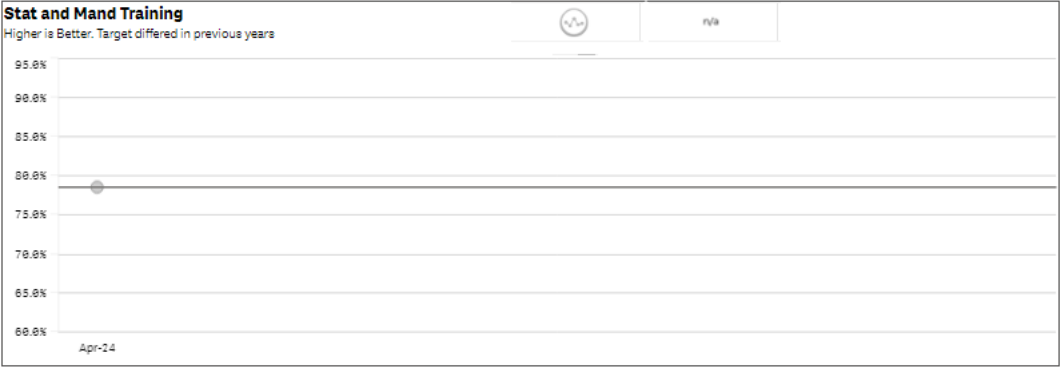 Stat and Mand Training
n/a
Higher is Better. Target differed in previous years
95.0%
90.0%
85.0%
80.0%
75.0%
70.0%
65.0%
60.0%
Apr-24